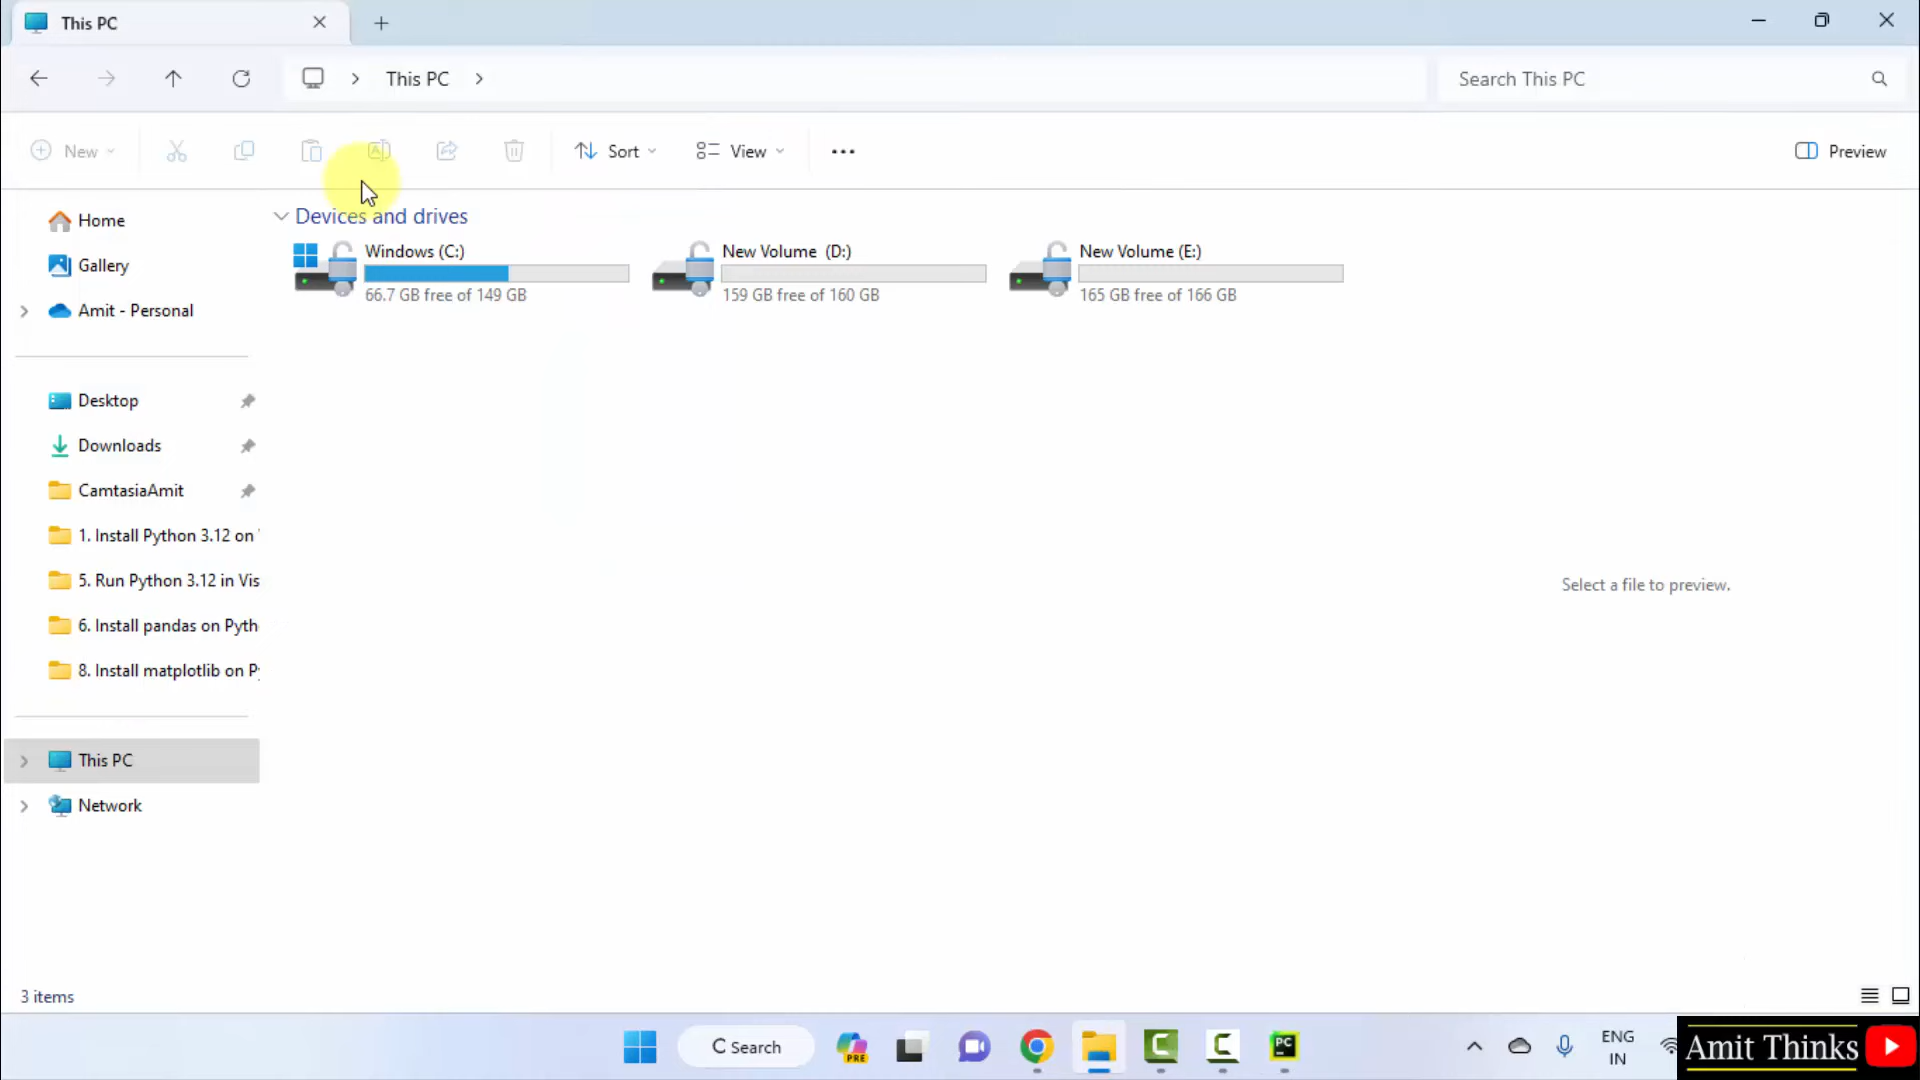 This PC
This PC
Search This PC
New
Sort
View
Preview
Home
Gallery
Amit - Personal
Desktop
Downloads
CamtasiaAmit
1. Install Python 3.12 on
5. Run Python 3.12 in Vis
6. Install pandas on Pyth
8. Install matplotlib on P
This PC
Network
Devices and drives
Windows (C:)
66.7 GB free of 149 GB
New Volume (D:)
159 GB free of 160 GB
New Volume (E:)
165 GB free of 166 GB
Select a file to preview.
3 items
Search
PRE
C
C
PC
ENG
IN
Amit Thinks